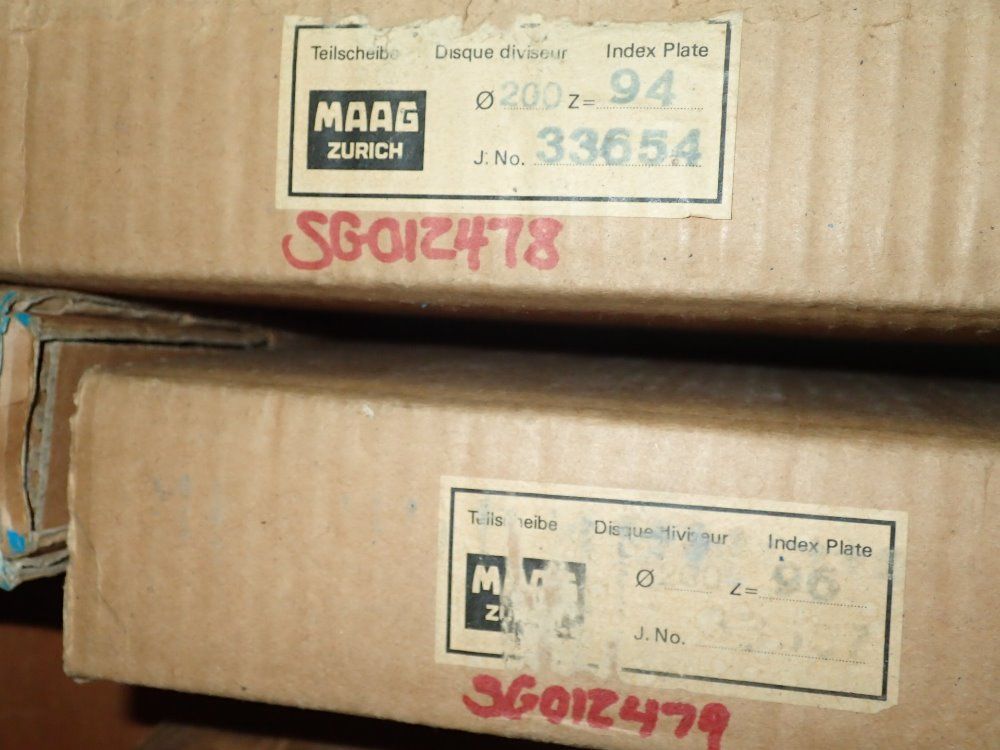 Teilscheibe Disque diviseur Index Plate
MAAG
ZURICH
Ø 200 Z= 94
J. No. 33654
SG012478
Teilscheibe Disque diviseur Index Plate
MAAG
Ø Z= 96
J. No.
SG012479